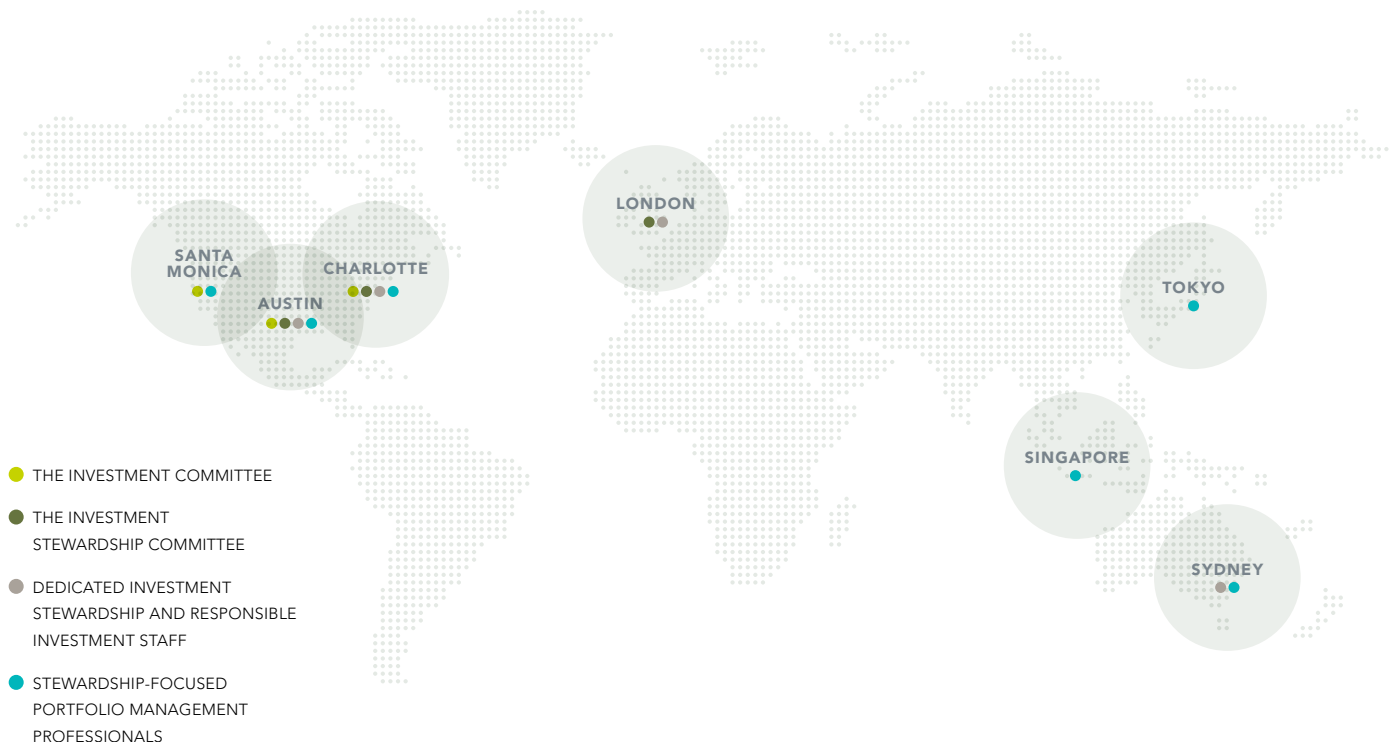 LONDON
SANTA
MONICA
CHARLOTTE
AUSTIN
TOKYO
SINGAPORE
SYDNEY
THE INVESTMENT COMMITTEE
THE INVESTMENT
STEWARDSHIP COMMITTEE
DEDICATED INVESTMENT
STEWARDSHIP AND RESPONSIBLE
INVESTMENT STAFF
STEWARDSHIP-FOCUSED
PORTFOLIO MANAGEMENT
PROFESSIONALS